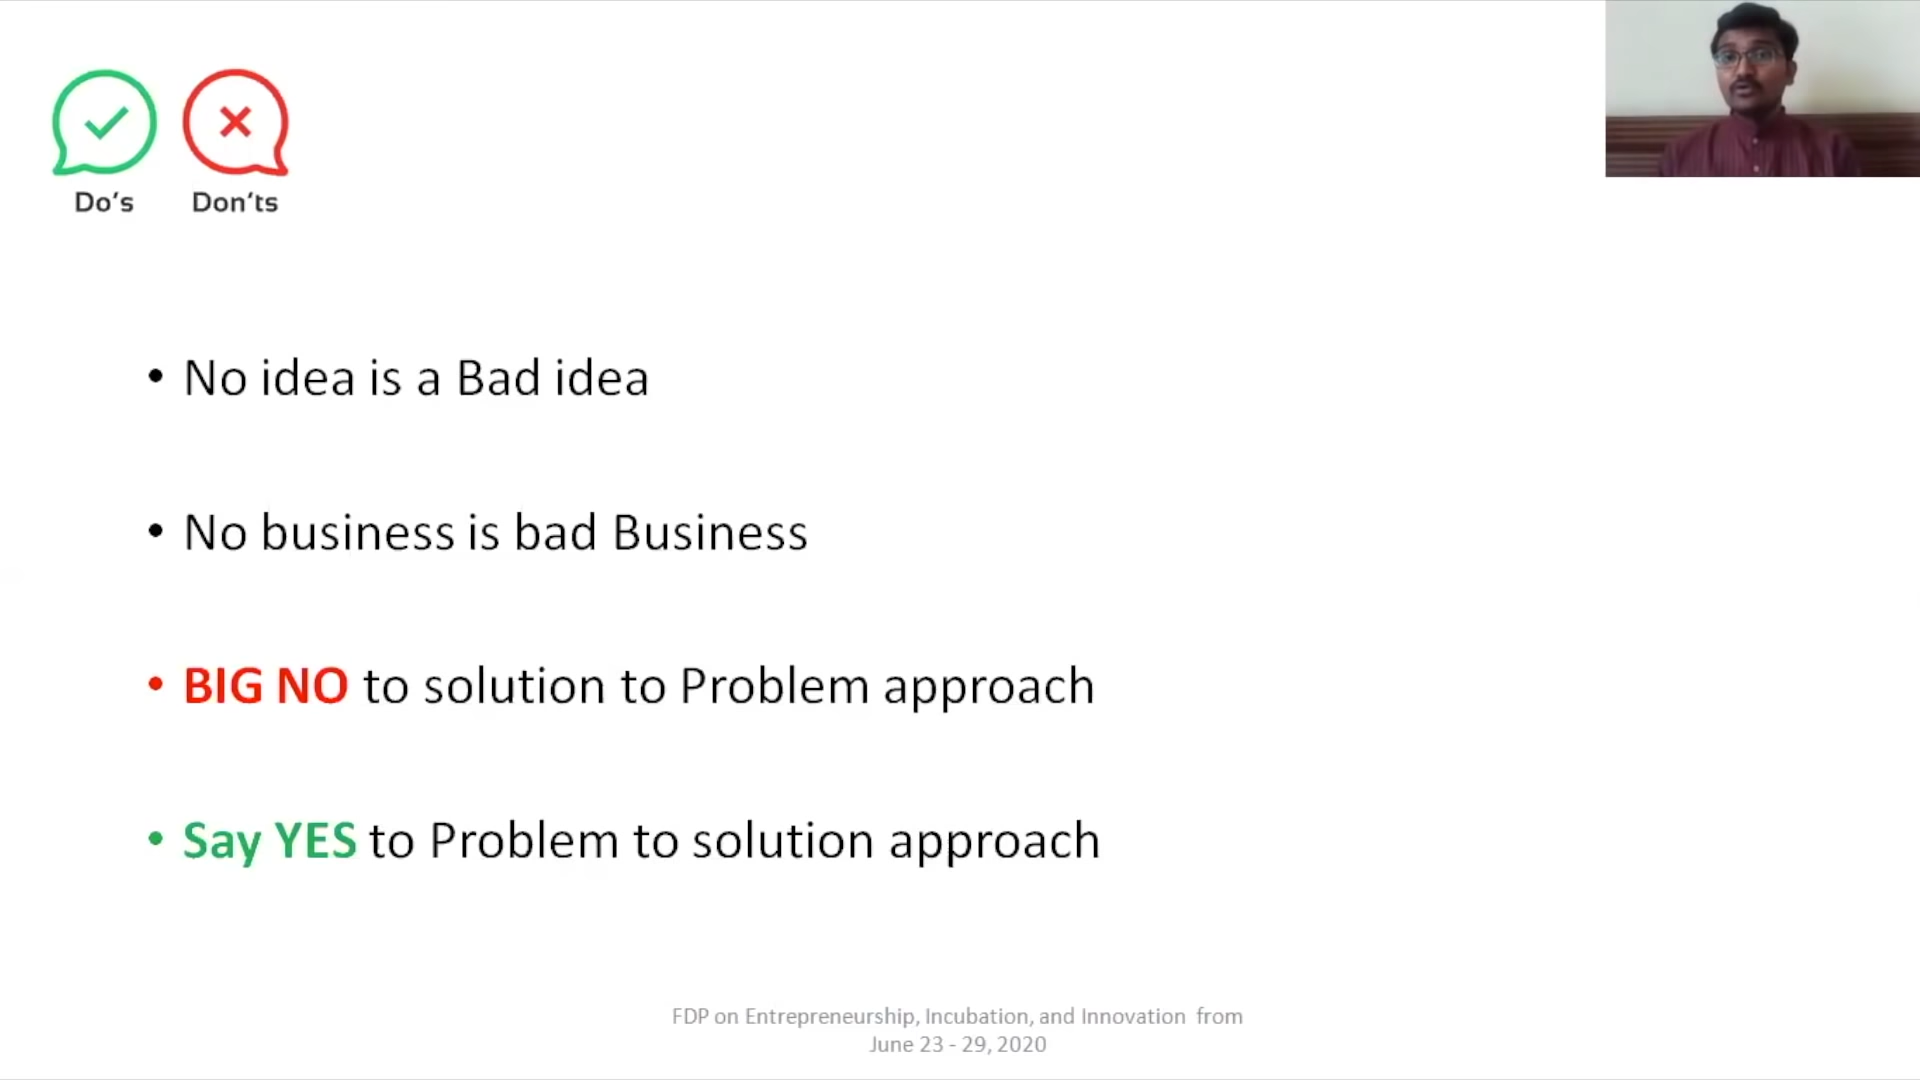 Do's Don'ts
• No idea is a Bad idea
• No business is bad Business
• BIG NO to solution to Problem approach
• Say YES to Problem to solution approach
FDP on Entrepreneurship, Incubation, and Innovation from
June 23 - 29, 2020